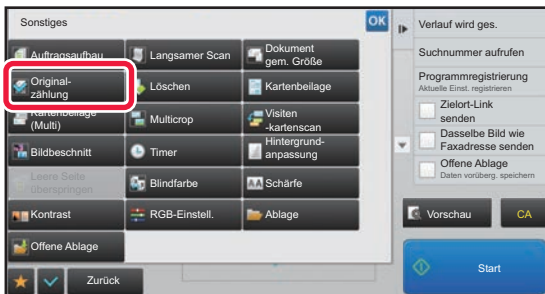 Sonstiges
OK
Auftragsaufbau
Langsamer Scan
Dokument
gem. Größe
Original-
zählung
Löschen
Kartenbeilage
Kartenbeilage
(Multi)
Multicrop
Visiten
-kartenscan
Bildbeschnitt
Timer
Hintergrund-
anpassung
Leere Seite
überspringen
Blindfarbe
AA Schärfe
Kontrast
RGB-Einstell.
Ablage
Offene Ablage
Zurück
Verlauf wird ges.
Suchnummer aufrufen
Programmregistrierung
Aktuelle Einst. registrieren
Zielort-Link
senden
Dasselbe Bild wie
Faxadresse senden
Offene Ablage
Daten vorüberg. speichern
Vorschau
CA
Start